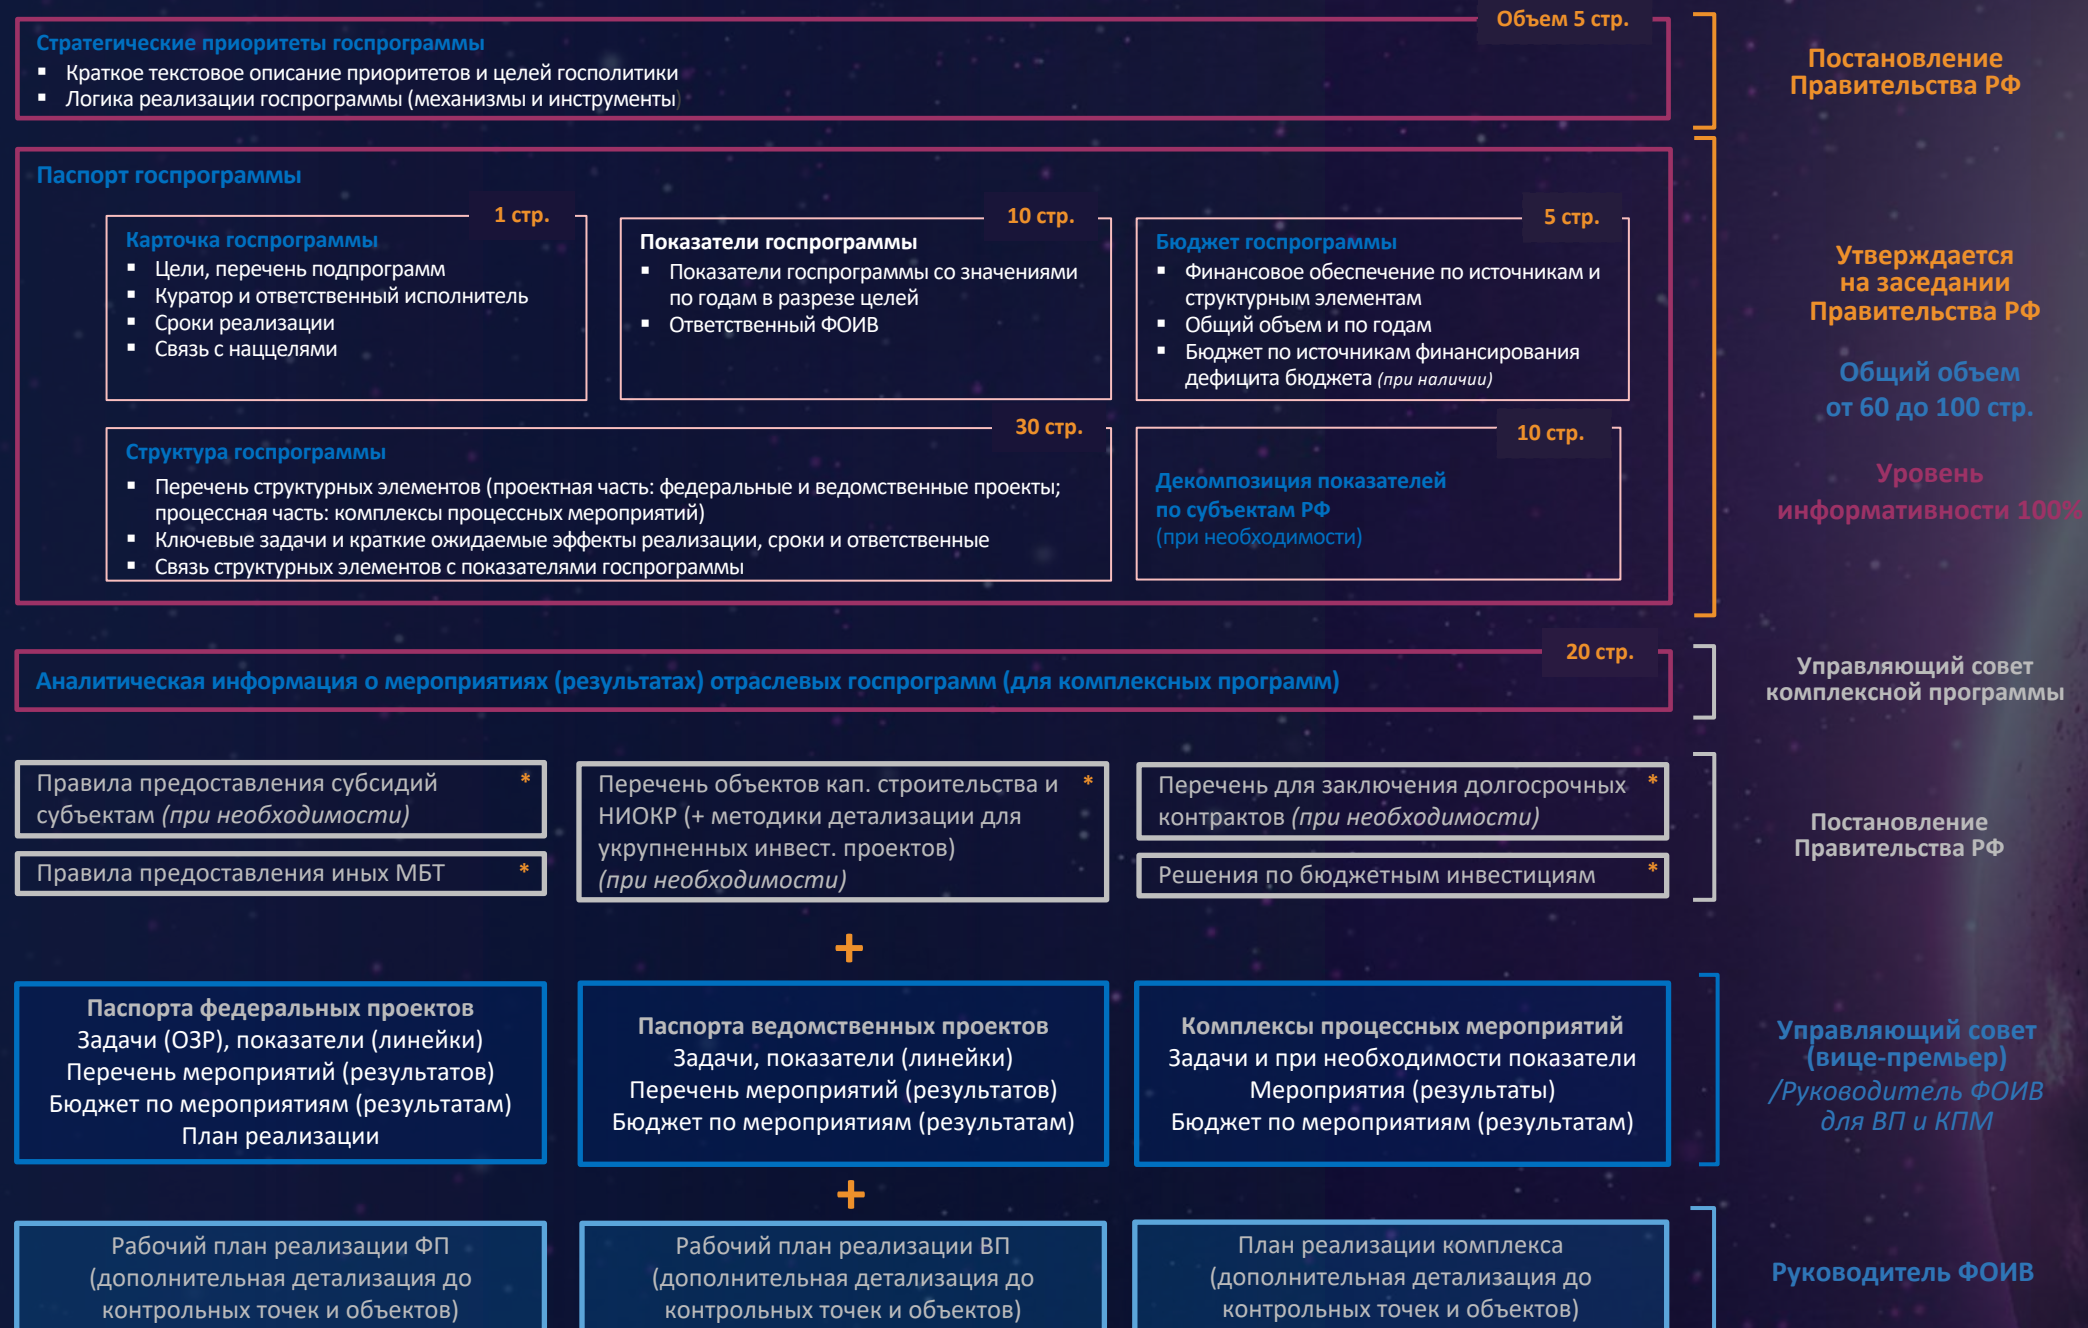 Объем 5 стр.
Стратегические приоритеты госпрограммы
▪ Краткое текстовое описание приоритетов и целей госполитики
▪ Логика реализации госпрограммы (механизмы и инструменты)
Постановление
Правительства РФ
Паспорт госпрограммы
1 стр.
Карточка госпрограммы
▪ Цели, перечень подпрограмм
▪ Куратор и ответственный исполнитель
▪ Сроки реализации
▪ Связь с наццелями
10 стр.
Показатели госпрограммы
▪ Показатели госпрограммы со значениями
по годам в разрезе целей
▪ Ответственный ФОИВ
5 стр.
Бюджет госпрограммы
▪ Финансовое обеспечение по источникам и
структурным элементам
▪ Общий объем и по годам
▪ Бюджет по источникам финансирования
дефицита бюджета (при наличии)
30 стр.
Структура госпрограммы
▪ Перечень структурных элементов (проектная часть: федеральные и ведомственные проекты;
процессная часть: комплексы процессных мероприятий)
▪ Ключевые задачи и краткие ожидаемые эффекты реализации, сроки и ответственные
▪ Связь структурных элементов с показателями госпрограммы
10 стр.
Декомпозиция показателей
по субъектам РФ
(при необходимости)
Утверждается
на заседании
Правительства РФ
Общий объем
от 60 до 100 стр.
Уровень
информативности 100%
20 стр.
Аналитическая информация о мероприятиях (результатах) отраслевых госпрограмм (для комплексных программ)
Управляющий совет
комплексной программы
Правила предоставления субсидий *
субъектам (при необходимости)
Правила предоставления иных МБТ *
Перечень объектов кап. строительства и *
НИОКР (+ методики детализации для
укрупненных инвест. проектов)
(при необходимости)
Перечень для заключения долгосрочных *
контрактов (при необходимости)
Решения по бюджетным инвестициям *
Постановление
Правительства РФ
+
Паспорта федеральных проектов
Задачи (ОЗР), показатели (линейки)
Перечень мероприятий (результатов)
Бюджет по мероприятиям (результатам)
План реализации
Паспорта ведомственных проектов
Задачи, показатели (линейки)
Перечень мероприятий (результатов)
Бюджет по мероприятиям (результатам)
Комплексы процессных мероприятий
Задачи и при необходимости показатели
Мероприятия (результаты)
Бюджет по мероприятиям (результатам)
Управляющий совет
(вице-премьер)
/Руководитель ФОИВ
для ВП и КПМ
+
Рабочий план реализации ФП
(дополнительная детализация до
контрольных точек и объектов)
Рабочий план реализации ВП
(дополнительная детализация до
контрольных точек и объектов)
План реализации комплекса
(дополнительная детализация до
контрольных точек и объектов)
Руководитель ФОИВ